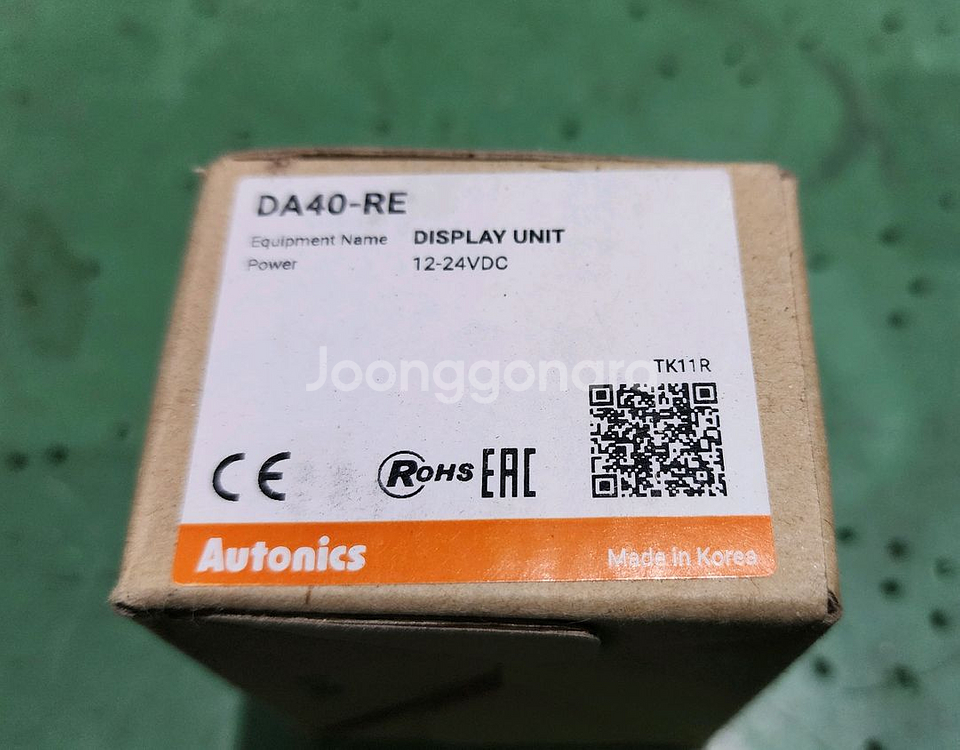 DA40-RE
Equipment Name DISPLAY UNIT
Power 12-24VDC
Joonggonara
TK11R
CE RoHS EAC
Autonics Made in Korea